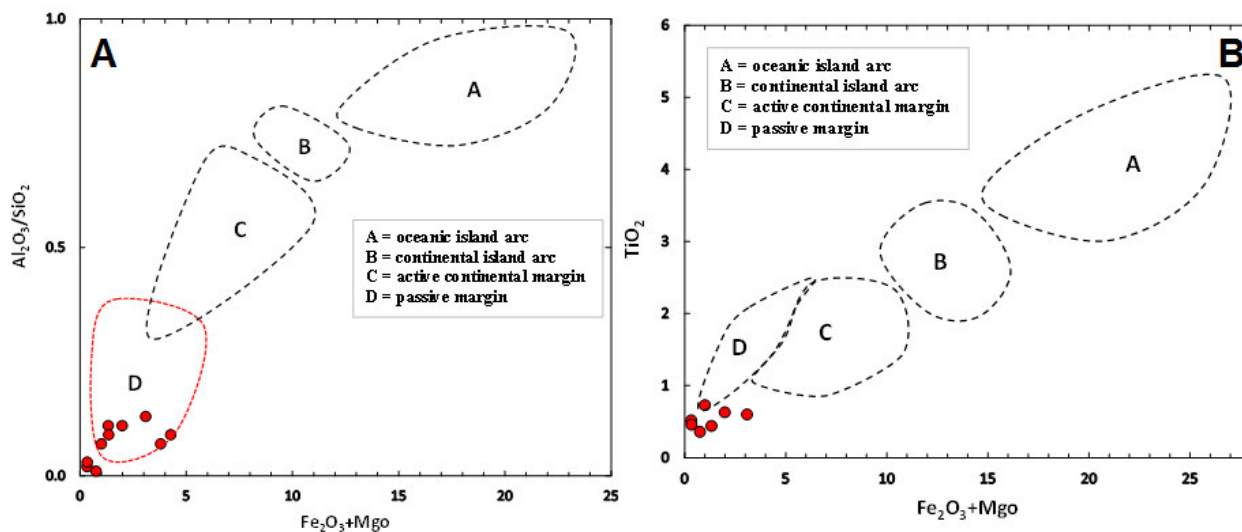 A
1.0
0.5
0.0
Al₂O₃/SiO₂
A
B
C
D
A = oceanic island arc
B = continental island arc
C = active continental margin
D = passive margin
0 5 10 15 20 25
Fe₂O₃+Mgo
B
6
5
4
3
2
1
0
TiO₂
A = oceanic island arc
B = continental island arc
C = active continental margin
D = passive margin
A
B
C
D
0 5 10 15 20 25
Fe₂O₃+Mgo